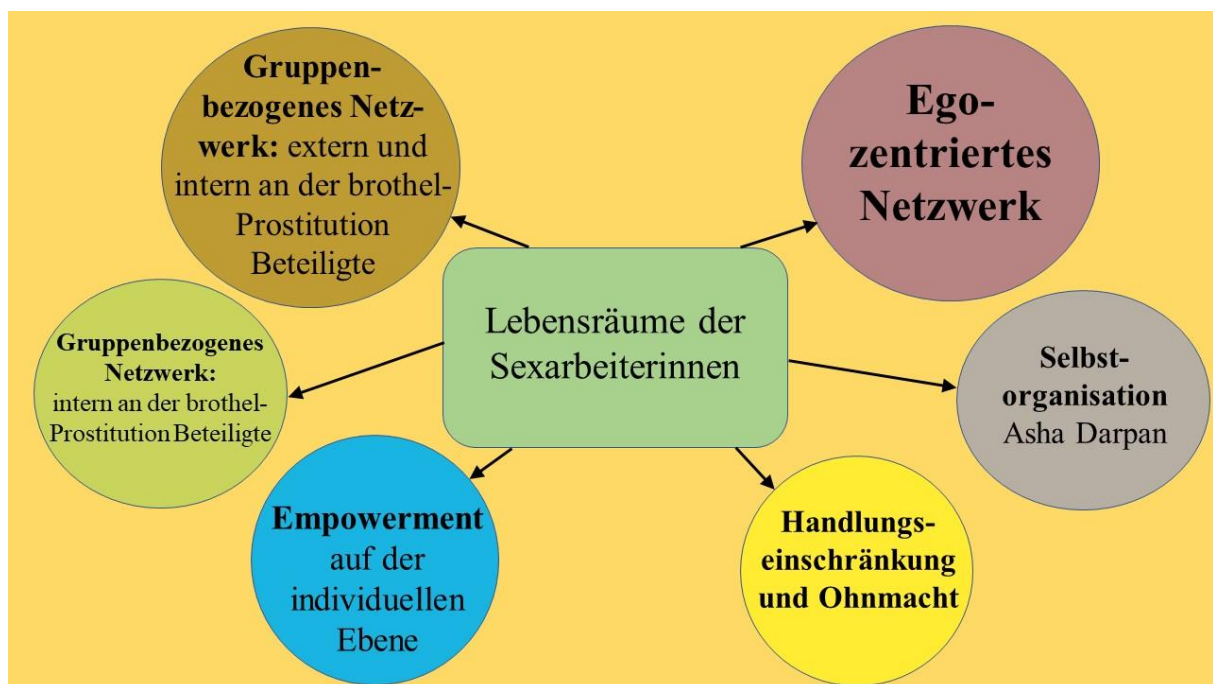 Gruppen-
bezogenes Netz-
werk: extern und
intern an der brothel-
Prostitution
Beteiligte
Ego-
zentriertes
Netzwerk
Lebensräume der
Sexarbeiterinnen
Gruppenbezogenes
Netzwerk:
intern an der brothel-
Prostitution Beteiligte
Selbst-
organisation
Asha Darpan
Empowerment
auf der
individuellen
Ebene
Handlungs-
einschränkung
und Ohnmacht